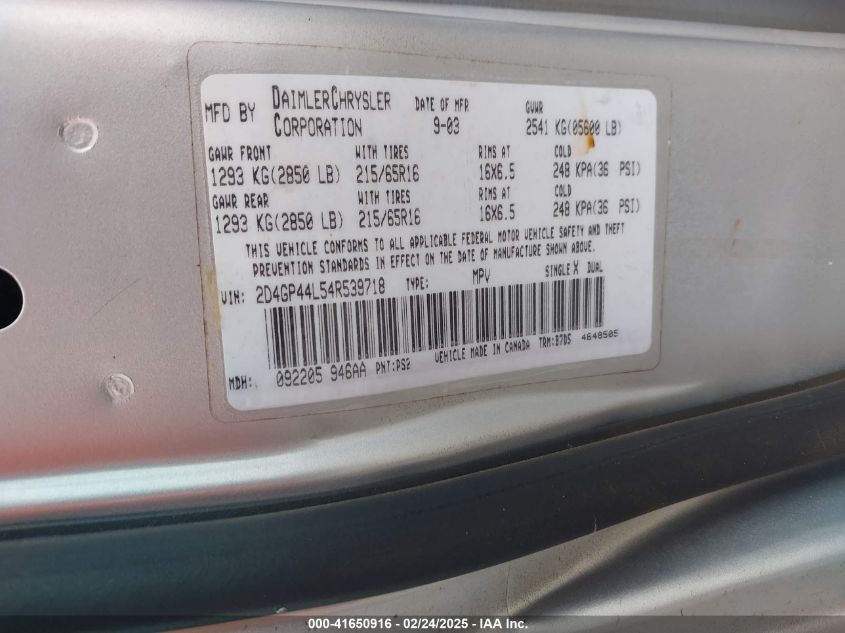 MFD BY DAIMLERCHRYSLER CORPORATION DATE OF MFR 9-03 GVWR 2541 KG(05600 LB)
GAWR FRONT WITH TIRES RIMS AT COLD
1293 KG(2850 LB) 215/65R16 16X6.5 248 KPA(36 PSI)
GAWR REAR WITH TIRES RIMS AT COLD
1293 KG(2850 LB) 215/65R16 16X6.5 248 KPA(36 PSI)
THIS VEHICLE CONFORMS TO ALL APPLICABLE FEDERAL MOTOR VEHICLE SAFETY AND THEFT
PREVENTION STANDARDS IN EFFECT ON THE DATE OF MANUFACTURE SHOWN ABOVE.
VIN: 2D4GP44L54R539718 TYPE: MPV SINGLE X DUAL
MDH: 092205 946AA PNT:PS2 VEHICLE MADE IN CANADA TRM:B7D5 4648505
000-41650916 - 02/24/2025 - IAA Inc.